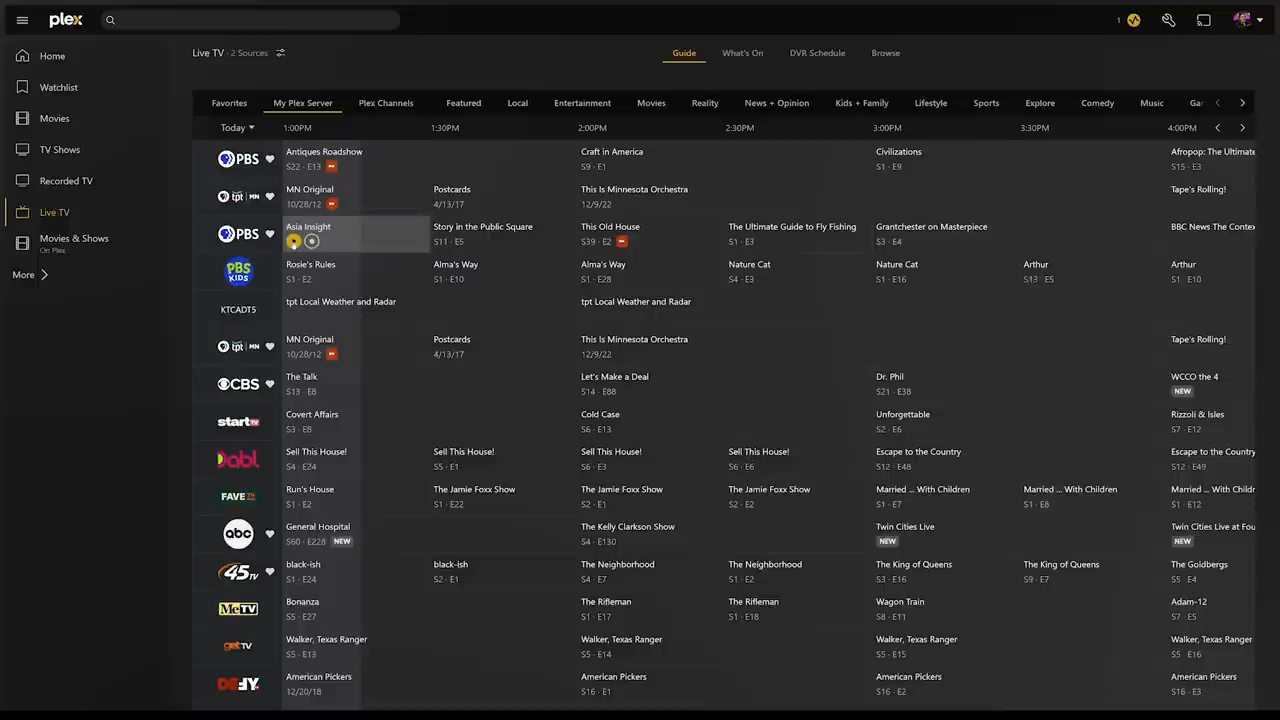 plex
1
Home
Watchlist
Movies
TV Shows
Recorded TV
Live TV
Movies & Shows
On Plex
More
Live TV · 2 Sources
Guide What's On DVR Schedule Browse
Favorites My Plex Server Plex Channels Featured Local Entertainment Movies Reality News + Opinion Kids + Family Lifestyle Sports Explore Comedy Music
Today 1:00PM 1:30PM 2:00PM 2:30PM 3:00PM 3:30PM 4:00PM
PBS Antiques Roadshow Craft in America Civilizations Afropop: The Ultimate
S22 · E13 S9 · E1 S1 · E9 S15 · E3
tpt MN MN Original Postcards This Is Minnesota Orchestra Tape's Rolling!
10/28/12 4/13/17 12/9/22
PBS Asia Insight Story in the Public Square This Old House The Ultimate Guide to Fly Fishing Grantchester on Masterpiece BBC News The Contex
S11 · E5 S39 · E2 S1 · E3 S3 · E4
PBS KIDS Rosie's Rules Alma's Way Alma's Way Nature Cat Nature Cat Arthur Arthur
S1 · E2 S1 · E10 S1 · E28 S4 · E3 S1 · E16 S13 · E5 S1 · E10
KTCADT5 tpt Local Weather and Radar tpt Local Weather and Radar
tpt MN MN Original Postcards This Is Minnesota Orchestra Tape's Rolling!
10/28/12 4/13/17 12/9/22
CBS The Talk Let's Make a Deal Dr. Phil WCCO the 4
S13 · E8 S14 · E88 S21 · E38 NEW
start TV Covert Affairs Cold Case Unforgettable Rizzoli & Isles
S3 · E8 S6 · E13 S2 · E6 S7 · E12
Dabl Sell This House! Sell This House! Sell This House! Sell This House! Escape to the Country Escape to the Country
S4 · E24 S5 · E1 S6 · E3 S6 · E6 S12 · E48 S12 · E49
FAVE TV Run's House The Jamie Foxx Show The Jamie Foxx Show The Jamie Foxx Show Married ... With Children Married ... With Children Married ... With Childr
S1 · E2 S1 · E22 S2 · E1 S2 · E2 S1 · E7 S1 · E8 S1 · E12
abc General Hospital The Kelly Clarkson Show Twin Cities Live Twin Cities Live at Fou
S60 · E228 NEW S4 · E130 NEW NEW
45TV black-ish black-ish The Neighborhood The Neighborhood The King of Queens The King of Queens The Goldbergs
S1 · E24 S2 · E1 S4 · E7 S1 · E2 S3 · E16 S9 · E7 S5 · E4
MeTV Bonanza The Rifleman The Rifleman Wagon Train Adam-12
S5 · E27 S1 · E17 S1 · E18 S8 · E11 S7 · E5
getTV Walker, Texas Ranger Walker, Texas Ranger Walker, Texas Ranger Walker, Texas Ranger
S5 · E13 S5 · E14 S5 · E15 S5 · E16
DEFY American Pickers American Pickers American Pickers American Pickers
12/20/18 S16 · E1 S16 · E2 S16 · E3